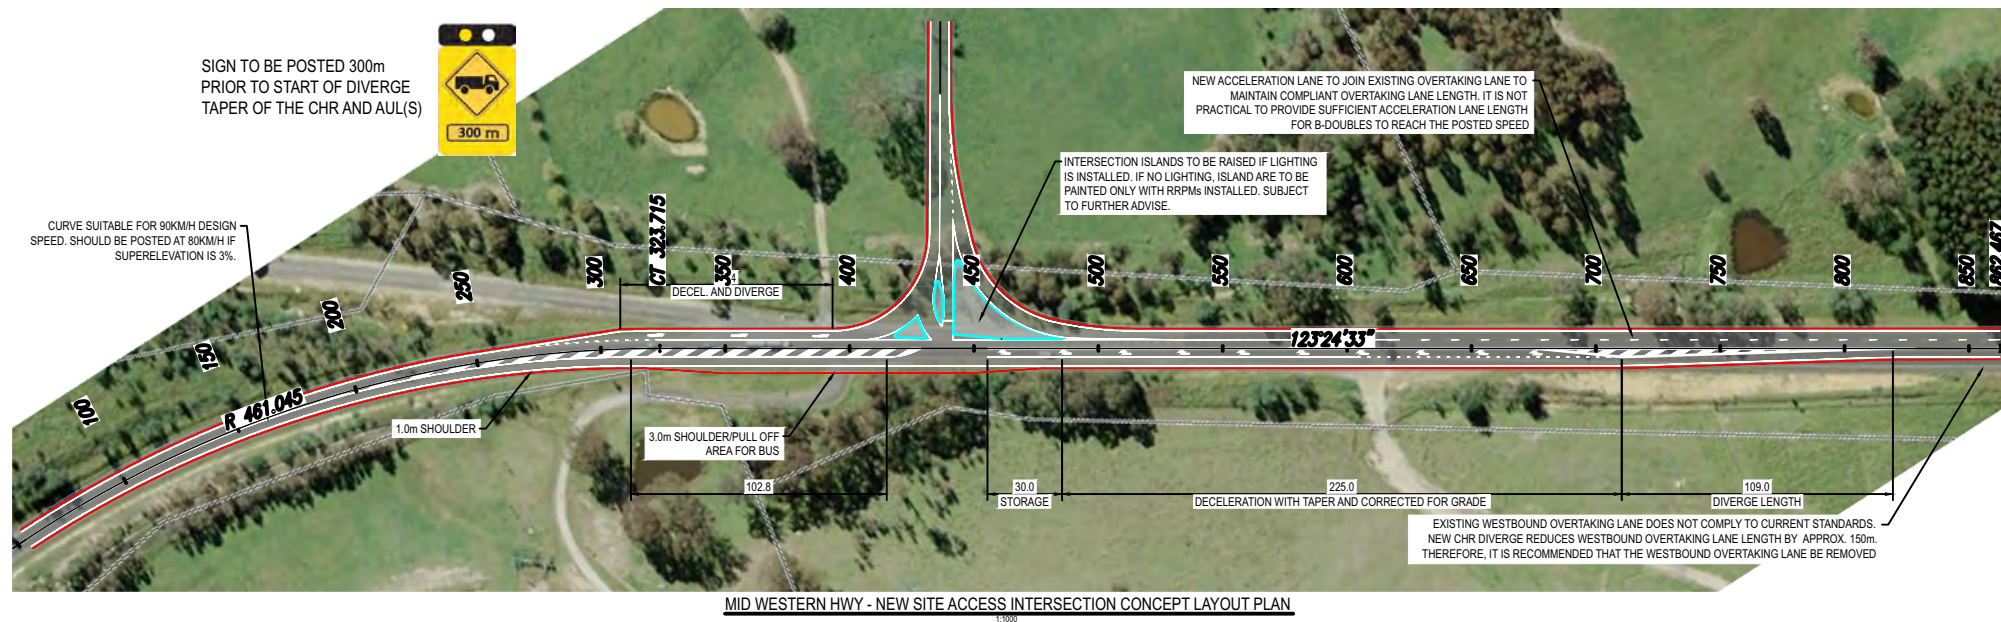 SIGN TO BE POSTED 300m
PRIOR TO START OF DIVERGE
TAPER OF THE CHR AND AUL(S)
300 m
NEW ACCELERATION LANE TO JOIN EXISTING OVERTAKING LANE TO
MAINTAIN COMPLIANT OVERTAKING LANE LENGTH. IT IS NOT
PRACTICAL TO PROVIDE SUFFICIENT ACCELERATION LANE LENGTH
FOR B-DOUBLES TO REACH THE POSTED SPEED
INTERSECTION ISLANDS TO BE RAISED IF LIGHTING
IS INSTALLED. IF NO LIGHTING, ISLAND ARE TO BE
PAINTED ONLY WITH RRPMs INSTALLED. SUBJECT
TO FURTHER ADVISE.
CURVE SUITABLE FOR 90KM/H DESIGN
SPEED. SHOULD BE POSTED AT 80KM/H IF
SUPERELEVATION IS 3%.
100
150
200
250
300
CT 323.715
350
400
450
500
550
600
650
700
750
800
850
862.467
DECEL. AND DIVERGE
123°24'33"
R 461.045
1.0m SHOULDER
3.0m SHOULDER/PULL OFF
AREA FOR BUS
102.8
30.0
STORAGE
225.0
DECELERATION WITH TAPER AND CORRECTED FOR GRADE
109.0
DIVERGE LENGTH
EXISTING WESTBOUND OVERTAKING LANE DOES NOT COMPLY TO CURRENT STANDARDS.
NEW CHR DIVERGE REDUCES WESTBOUND OVERTAKING LANE LENGTH BY APPROX. 150m.
THEREFORE, IT IS RECOMMENDED THAT THE WESTBOUND OVERTAKING LANE BE REMOVED
MID WESTERN HWY - NEW SITE ACCESS INTERSECTION CONCEPT LAYOUT PLAN
1:1000